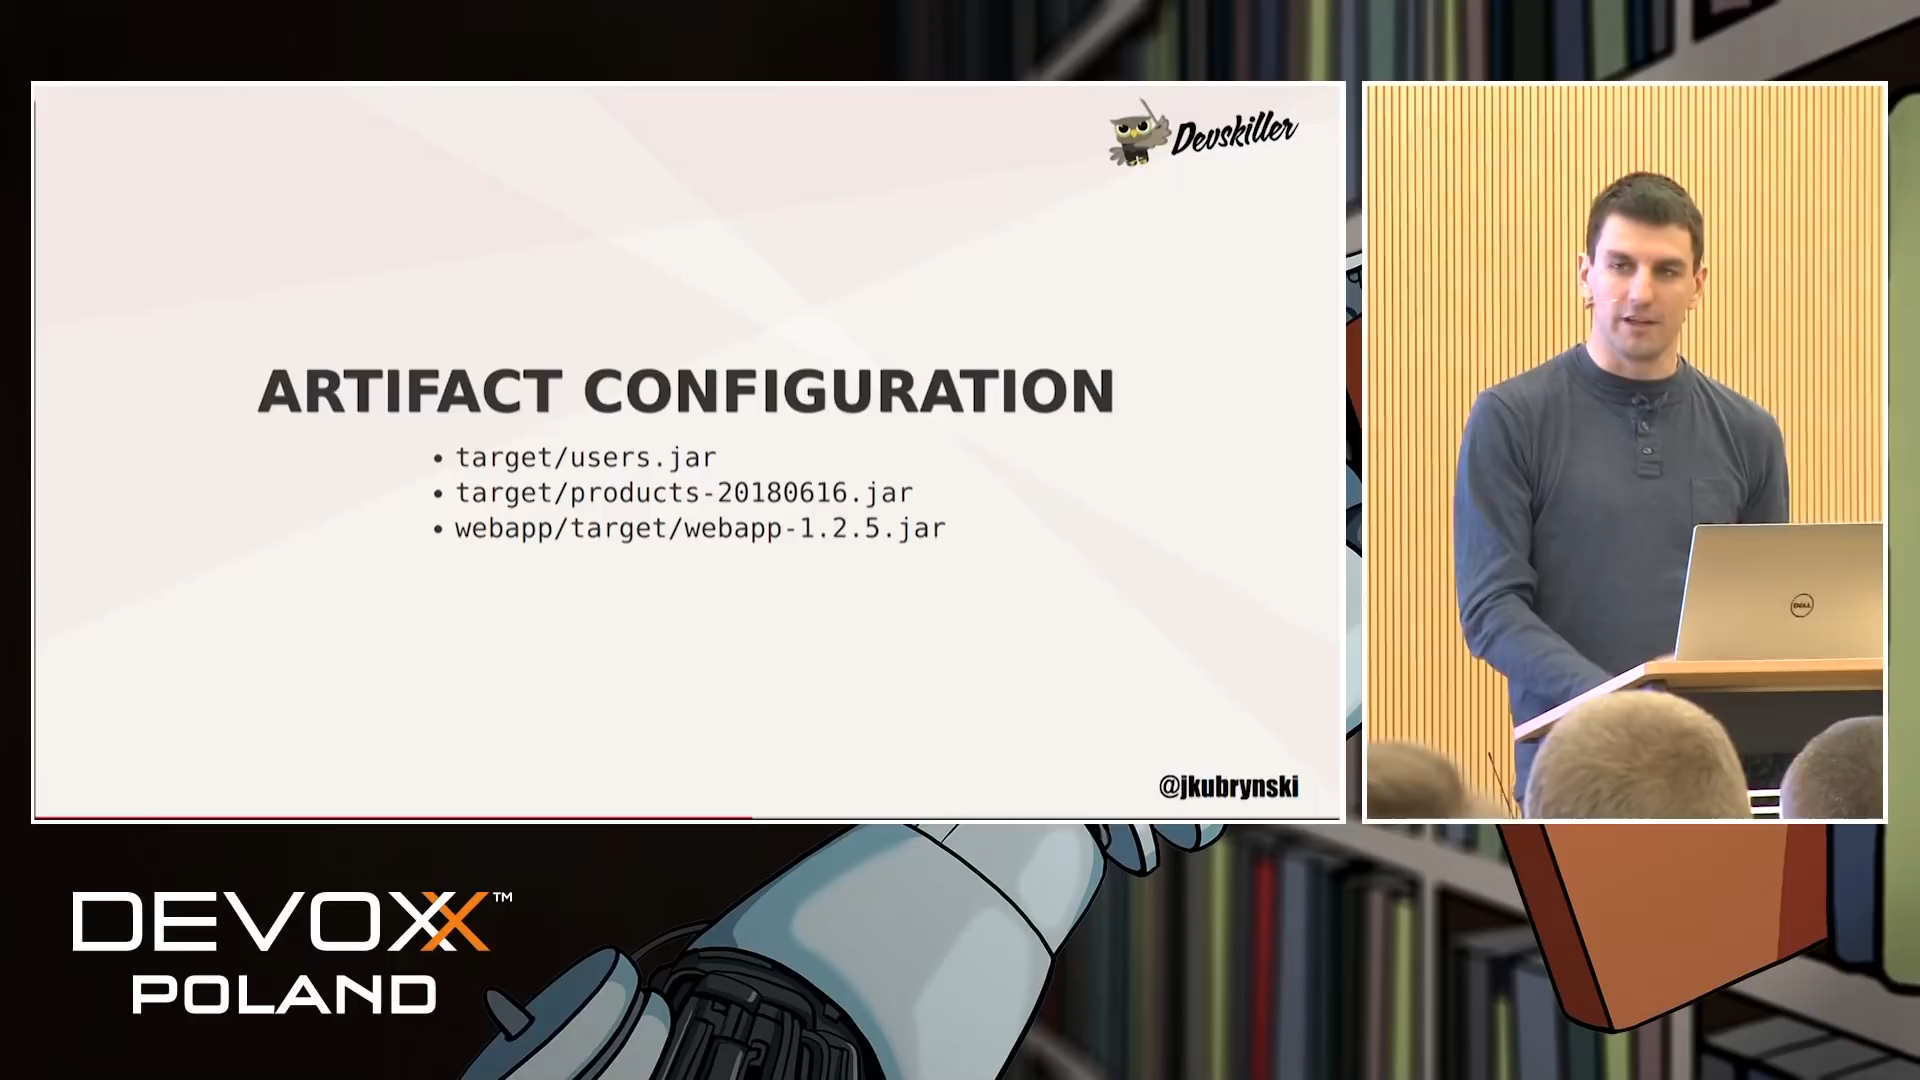 Devskiller
ARTIFACT CONFIGURATION
• target/users.jar
• target/products-20180616.jar
• webapp/target/webapp-1.2.5.jar
@jkubrynski
DELL
DEVOXX™
POLAND